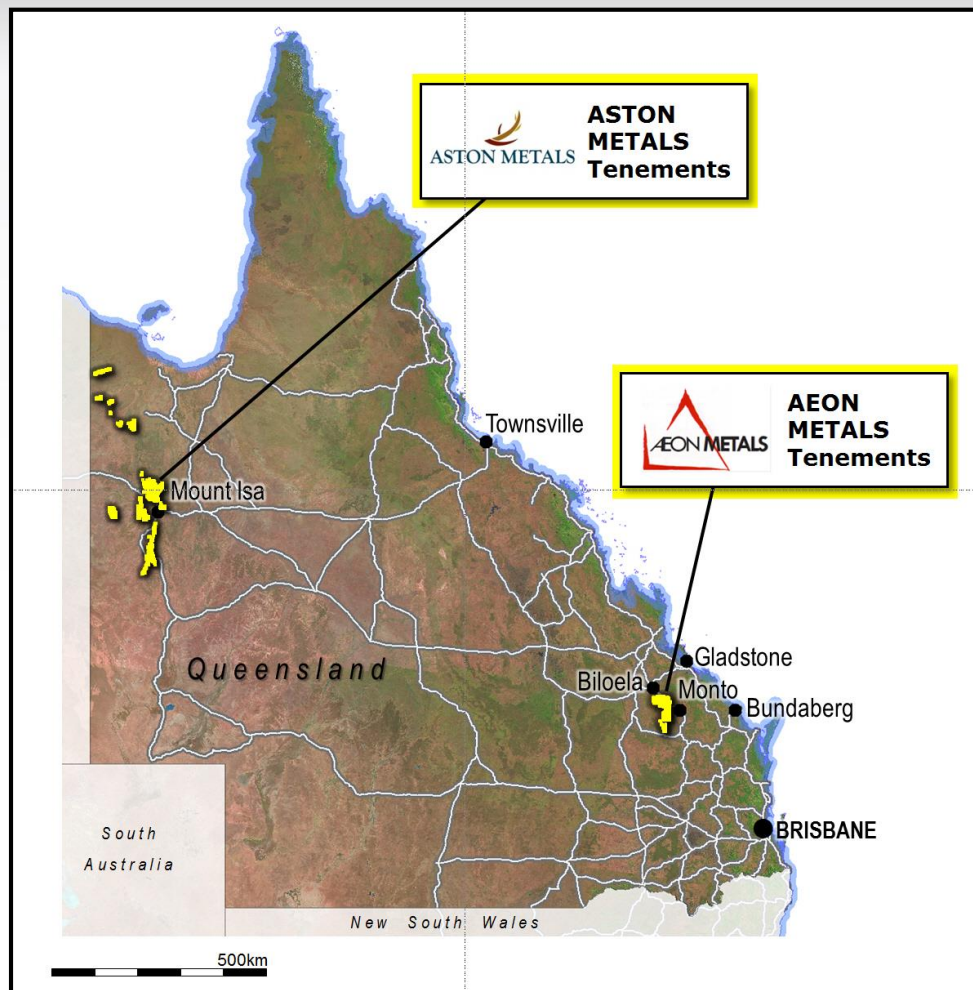 ASTON METALS
ASTON
METALS
Tenements
ÆON METALS
AEON
METALS
Tenements
Townsville
Mount Isa
Queensland
Gladstone
Biloela
Monto
Bundaberg
BRISBANE
South
Australia
New South Wales
500km